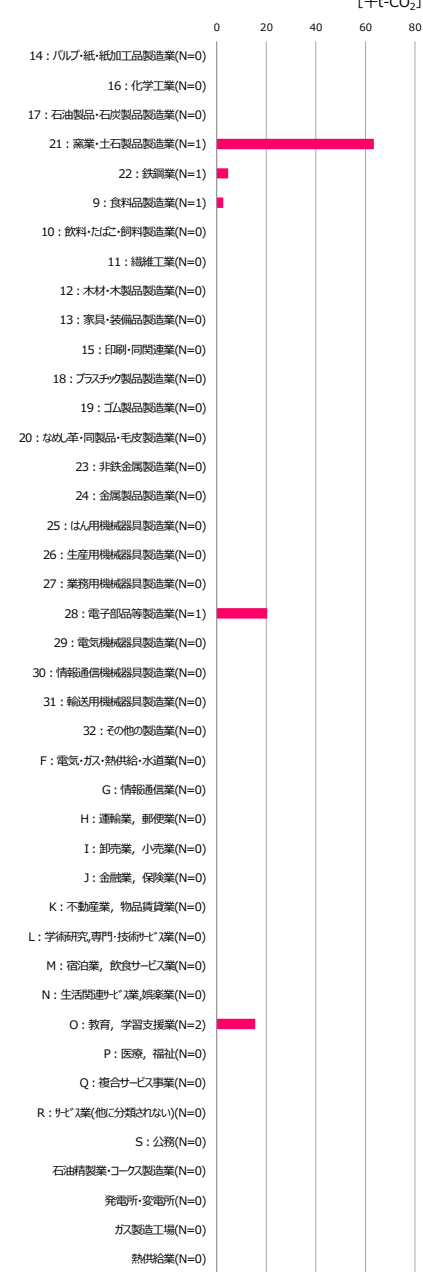 [千t-CO₂]
0 20 40 60 80
14：パルプ・紙・紙加工品製造業(N=0)
16：化学工業(N=0)
17：石油製品・石炭製品製造業(N=0)
21：窯業・土石製品製造業(N=1)
22：鉄鋼業(N=1)
9：食料品製造業(N=1)
10：飲料・たばこ・飼料製造業(N=0)
11：繊維工業(N=0)
12：木材・木製品製造業(N=0)
13：家具・装備品製造業(N=0)
15：印刷・同関連業(N=0)
18：プラスチック製品製造業(N=0)
19：ゴム製品製造業(N=0)
20：なめし革・同製品・毛皮製造業(N=0)
23：非鉄金属製造業(N=0)
24：金属製品製造業(N=0)
25：はん用機械器具製造業(N=0)
26：生産用機械器具製造業(N=0)
27：業務用機械器具製造業(N=0)
28：電子部品等製造業(N=1)
29：電気機械器具製造業(N=0)
30：情報通信機械器具製造業(N=0)
31：輸送用機械器具製造業(N=0)
32：その他の製造業(N=0)
F：電気・ガス・熱供給・水道業(N=0)
G：情報通信業(N=0)
H：運輸業，郵便業(N=0)
I：卸売業，小売業(N=0)
J：金融業，保険業(N=0)
K：不動産業，物品賃貸業(N=0)
L：学術研究,専門・技術ｻｰﾋﾞｽ業(N=0)
M：宿泊業，飲食サービス業(N=0)
N：生活関連ｻｰﾋﾞｽ業,娯楽業(N=0)
O：教育，学習支援業(N=2)
P：医療，福祉(N=0)
Q：複合サービス事業(N=0)
R：ｻｰﾋﾞｽ業(他に分類されない)(N=0)
S：公務(N=0)
石油精製業・コークス製造業(N=0)
発電所・変電所(N=0)
ガス製造工場(N=0)
熱供給業(N=0)